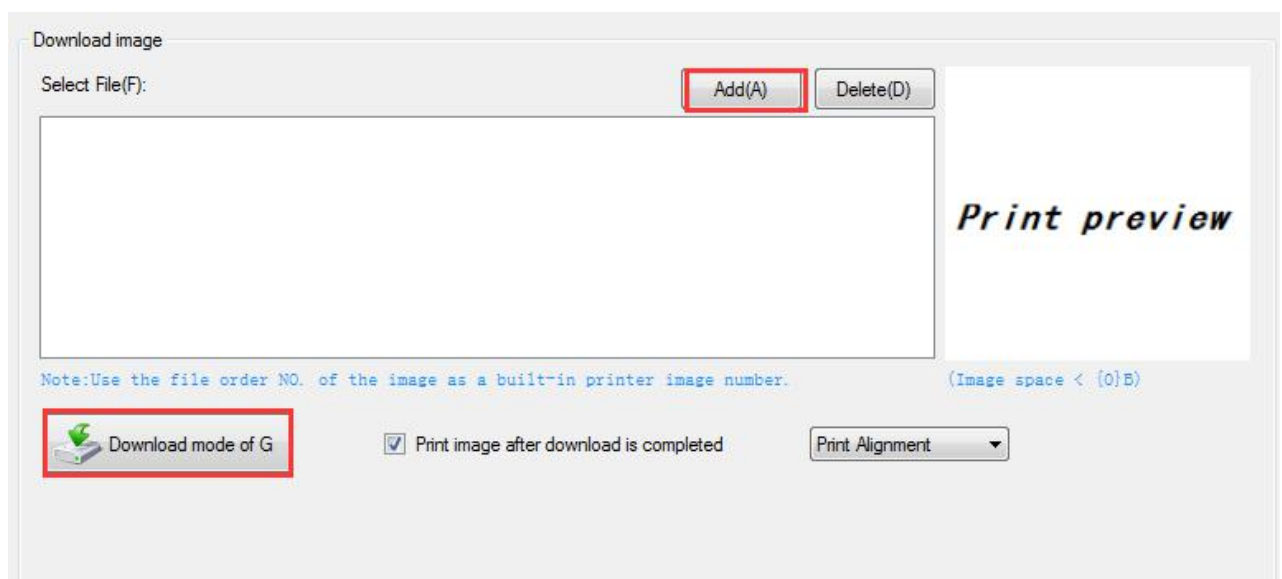 Download image
Select File(F):
Add(A)
Delete(D)
Print preview
Note:Use the file order NO. of the image as a built-in printer image number.
(Image space < {0}B)
Download mode of G
Print image after download is completed
Print Alignment